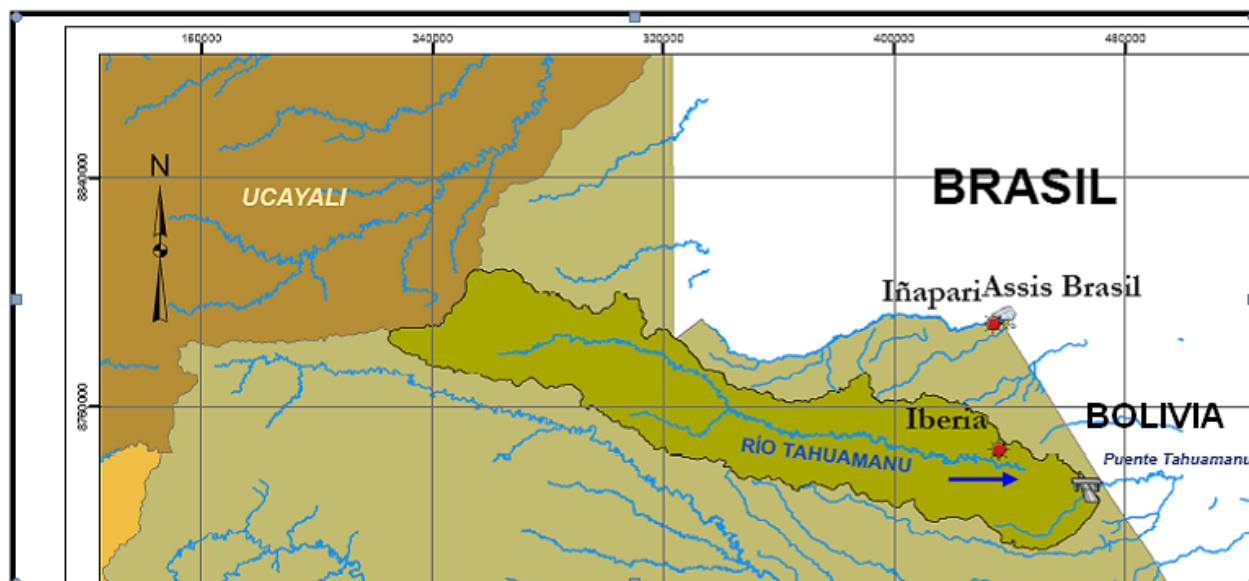 160000 240000 320000 400000 480000
N
8840000
BRASIL
UCAYALI
Iñapari Assis Brasil
8760000
Iberia
BOLIVIA
RÍO TAHUAMANU
Puente Tahuamanu